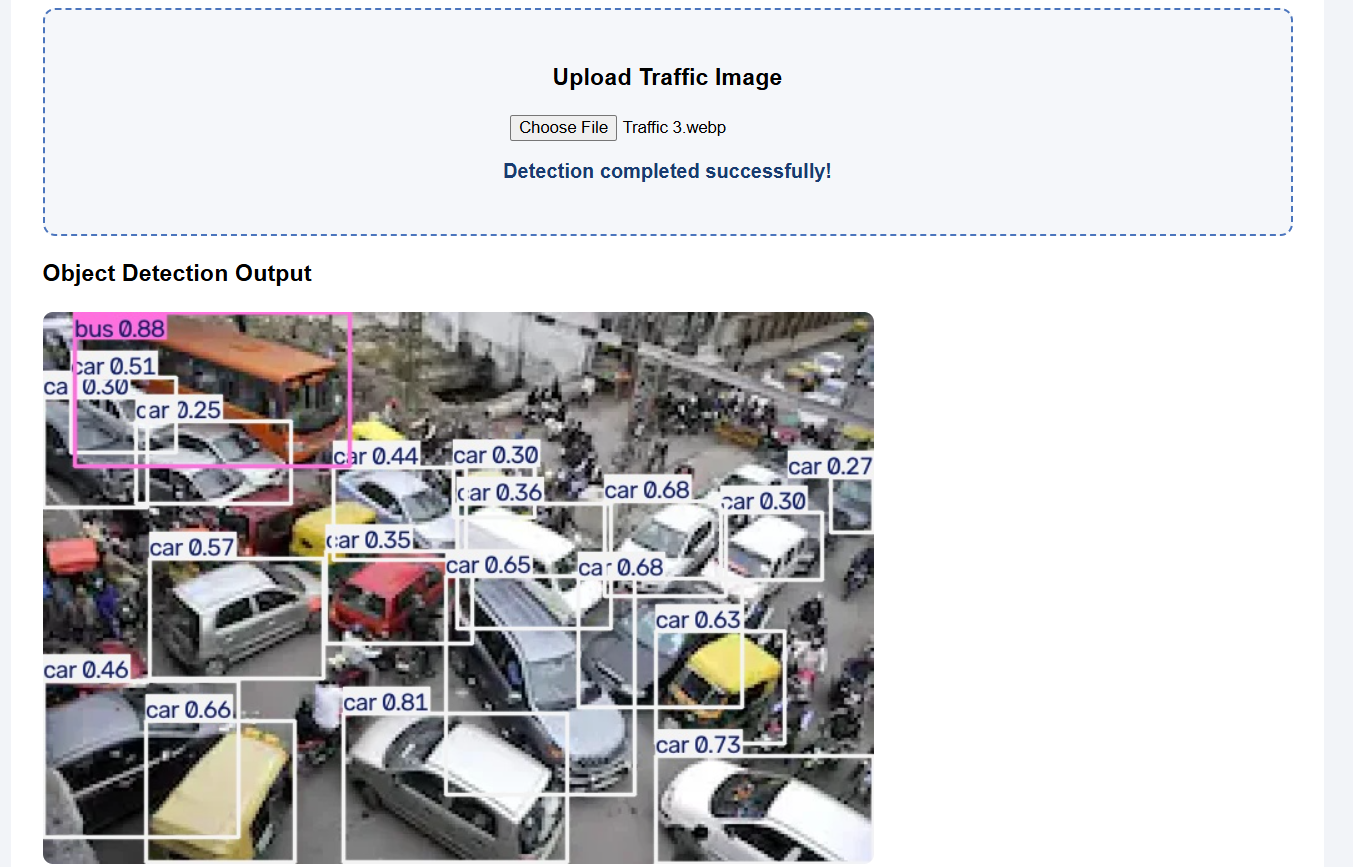 Upload Traffic Image
Choose File Traffic 3.webp
Detection completed successfully!
Object Detection Output
bus 0.88
car 0.51
ca 0.30
car 0.25
car 0.44
car 0.30
car 0.27
car 0.36
car 0.68
car 0.30
car 0.57
car 0.35
car 0.65
car 0.68
car 0.63
car 0.46
car 0.66
car 0.81
car 0.73